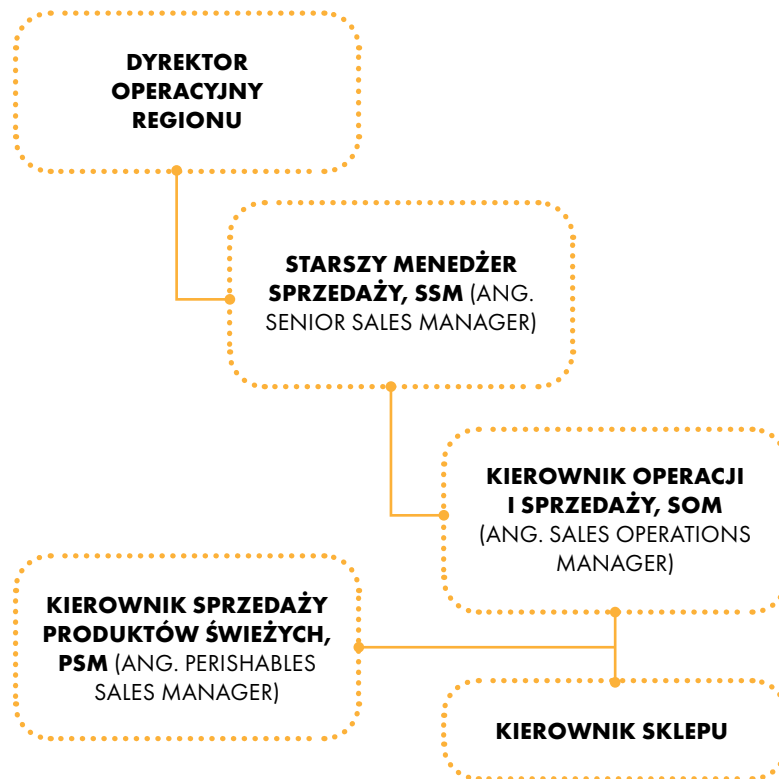 DYREKTOR
OPERACYJNY
REGIONU
STARSZY MENEDŻER
SPRZEDAŻY, SSM (ANG.
SENIOR SALES MANAGER)
KIEROWNIK OPERACJI
I SPRZEDAŻY, SOM
(ANG. SALES OPERATIONS
MANAGER)
KIEROWNIK SPRZEDAŻY
PRODUKTÓW ŚWIEŻYCH,
PSM (ANG. PERISHABLES
SALES MANAGER)
KIEROWNIK SKLEPU